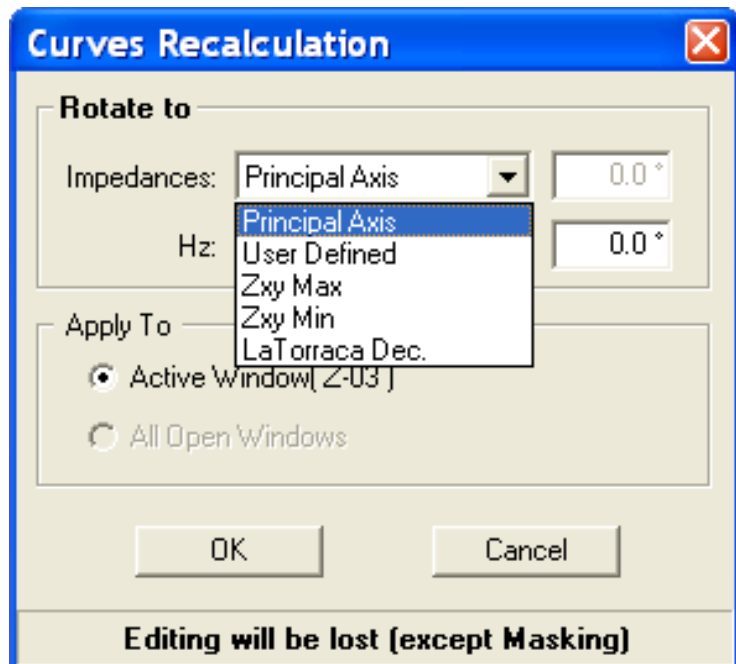 Curves Recalculation
Rotate to
Impedances: Principal Axis 0.0 °
Principal Axis
Hz: User Defined 0.0 °
Zxy Max
Zxy Min
Apply To
LaTorraca Dec.
Active Window( Z-03 )
All Open Windows
OK Cancel
Editing will be lost (except Masking)